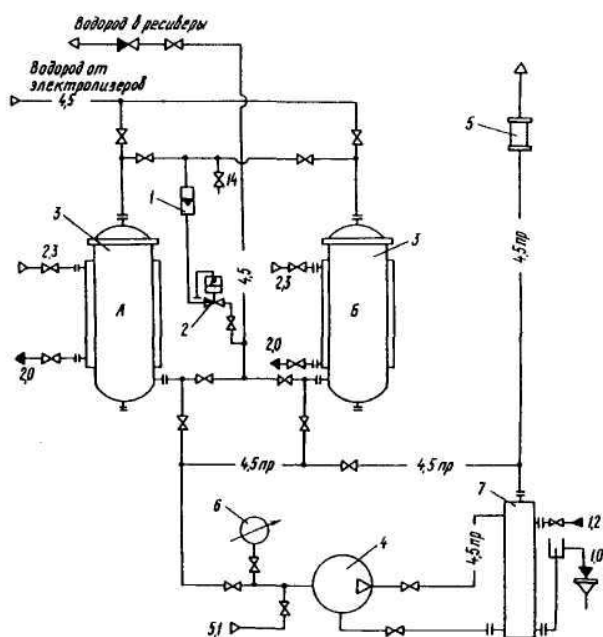 Водород в ресиверы
Водород от
электролизеров
4,5
5
14
1
3
3
2,3
4,5
4,5 пр
А
2,3
Б
2
2,0
2,0
4,5 пр
4,5 пр
7
6
1,2
4
4,5 пр
1,0
5,1